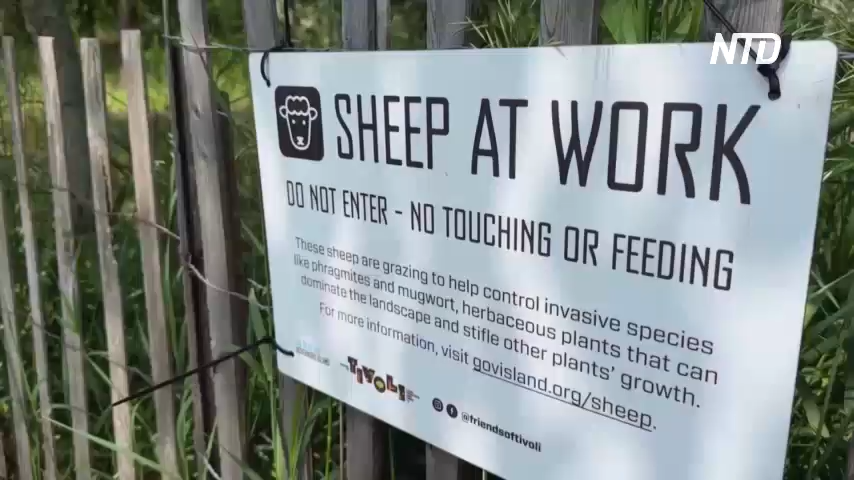 NTD
SHEEP AT WORK
DO NOT ENTER - NO TOUCHING OR FEEDING
These sheep are grazing to help control invasive species
like phragmites and mugwort, herbaceous plants that can
dominate the landscape and stifle other plants' growth.
For more information, visit govisland.org/sheep.
TIVOLI
@friendsoftivoli